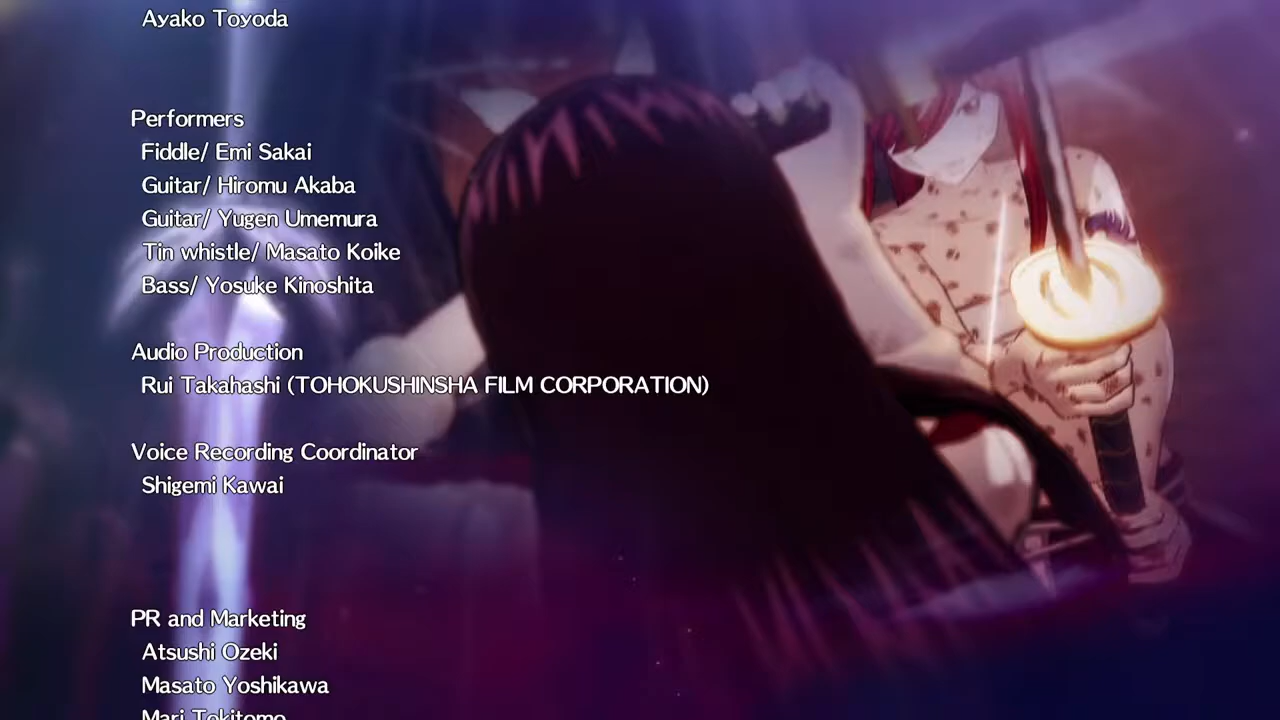 Ayako Toyoda
Performers
Fiddle/ Emi Sakai
Guitar/ Hiromu Akaba
Guitar/ Yugen Umemura
Tin whistle/ Masato Koike
Bass/ Yosuke Kinoshita
Audio Production
Rui Takahashi (TOHOKUSHINSHA FILM CORPORATION)
Voice Recording Coordinator
Shigemi Kawai
PR and Marketing
Atsushi Ozeki
Masato Yoshikawa
Mari Tokitomo